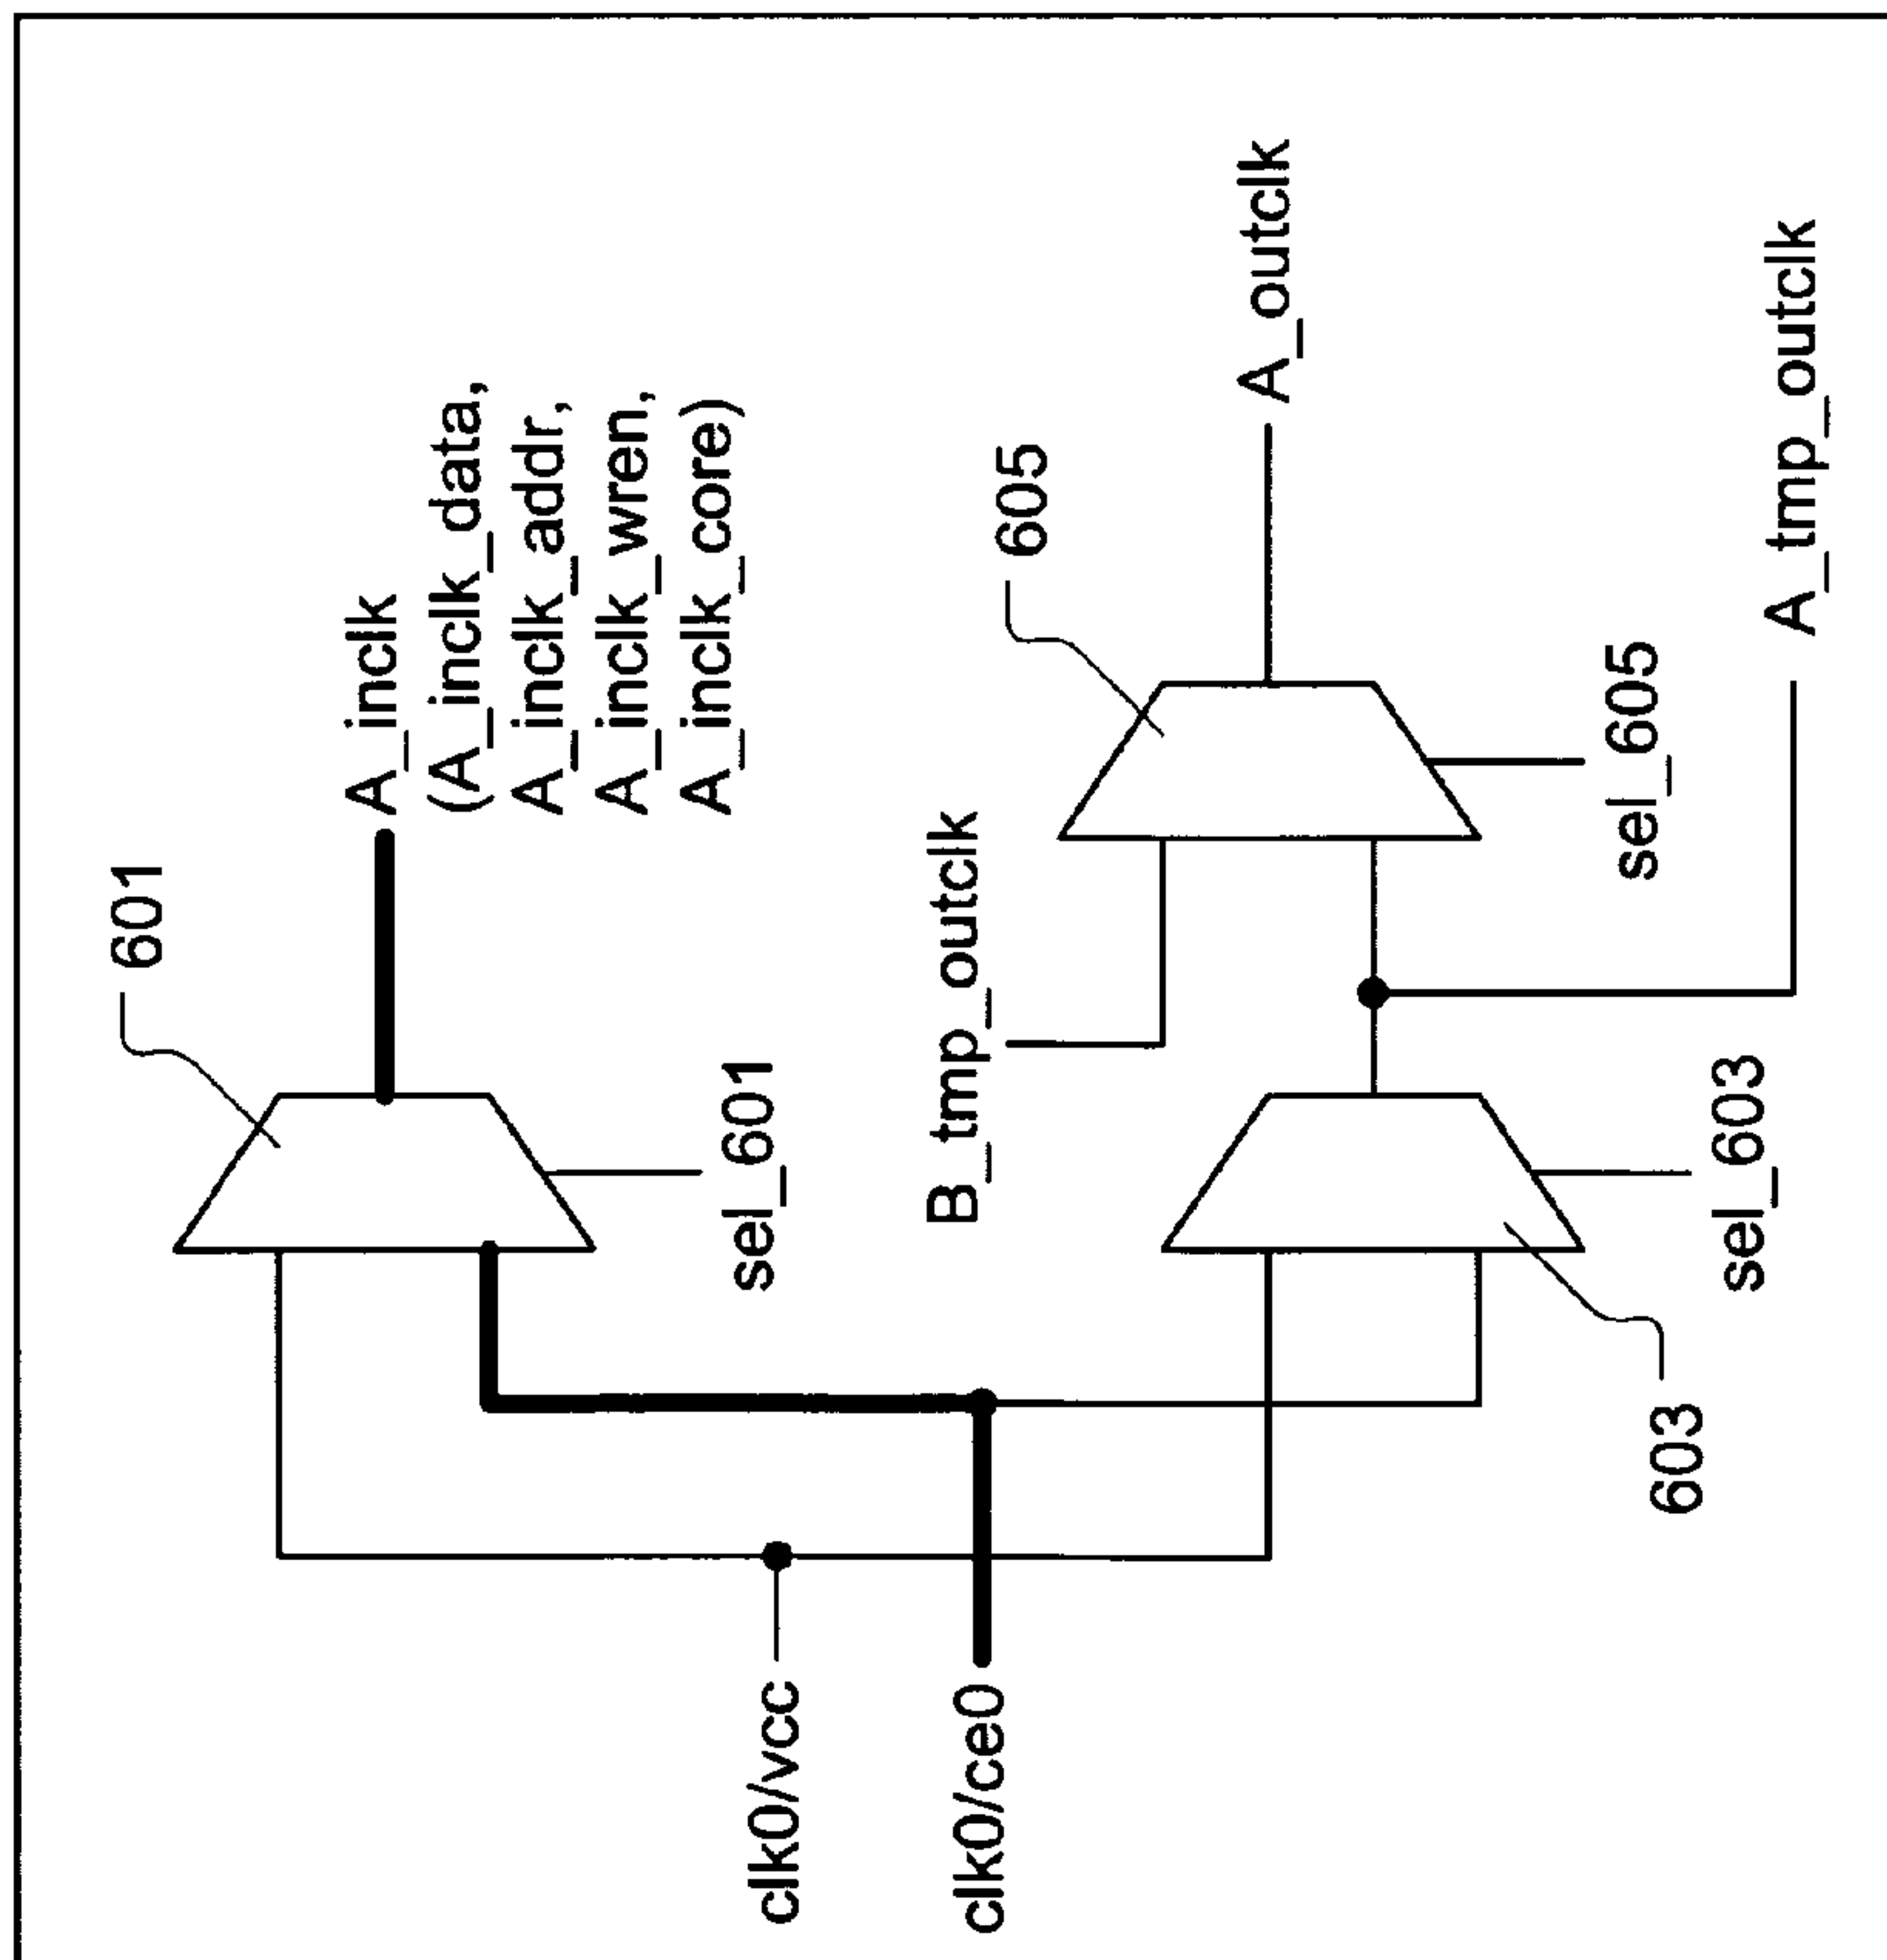 601
A_inclk
(A_inclk_data,
A_inclk_addr,
A_inclk_wren,
A_inclk_core)
sel_601
clk0/vcc
clk0/ce0
B_tmp_outclk
605
A_outclk
sel_605
603
sel_603
A_tmp_outclk